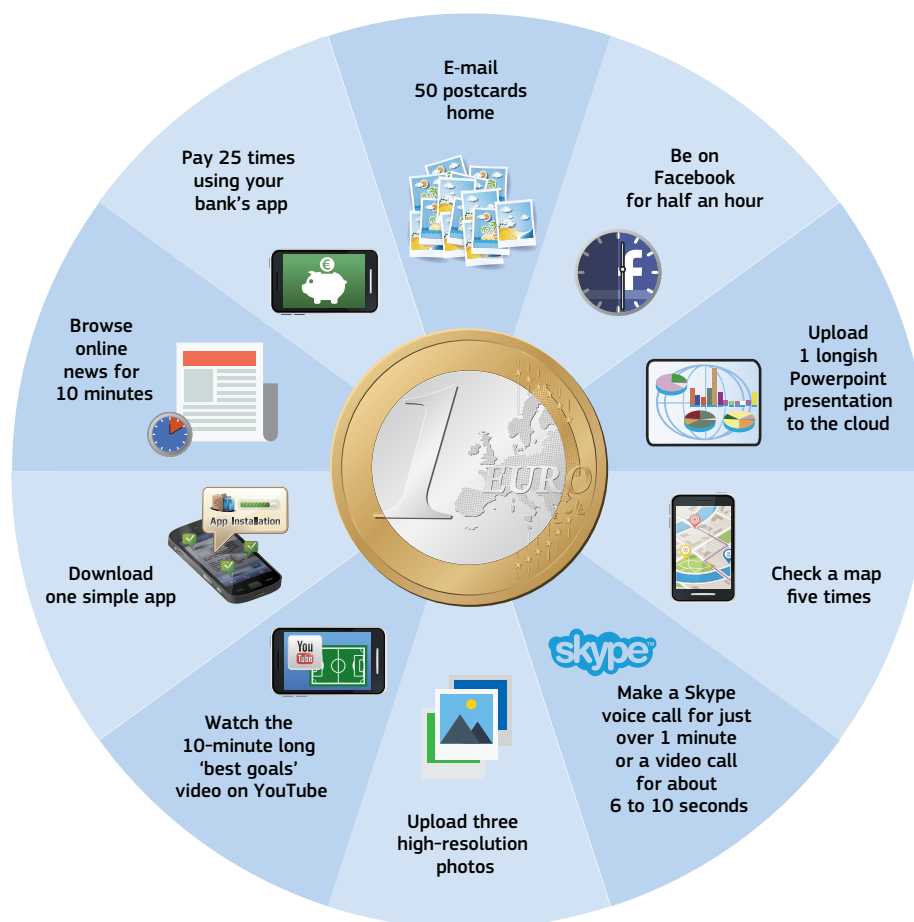 E-mail
50 postcards
home
Be on
Facebook
for half an hour
f
Upload
1 longish
Powerpoint
presentation
to the cloud
Check a map
five times
skype™
Make a Skype
voice call for just
over 1 minute
or a video call
for about
6 to 10 seconds
Upload three
high-resolution
photos
You
Tube
Watch the
10-minute long
‘best goals’
video on YouTube
App Installation
Download
one simple app
Browse
online
news for
10 minutes
Pay 25 times
using your
bank’s app
€
1
EURO